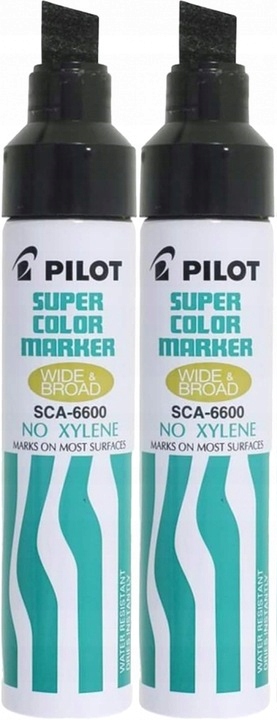 PILOT
SUPER
COLOR
MARKER
WIDE &
BROAD
SCA-6600
NO XYLENE
MARKS ON MOST SURFACES
WATER RESISTANT
DRIES INSTANTLY
PILOT
SUPER
COLOR
MARKER
WIDE &
BROAD
SCA-6600
NO XYLENE
MARKS ON MOST SURFACES
WATER RESISTANT
DRIES INSTANTLY